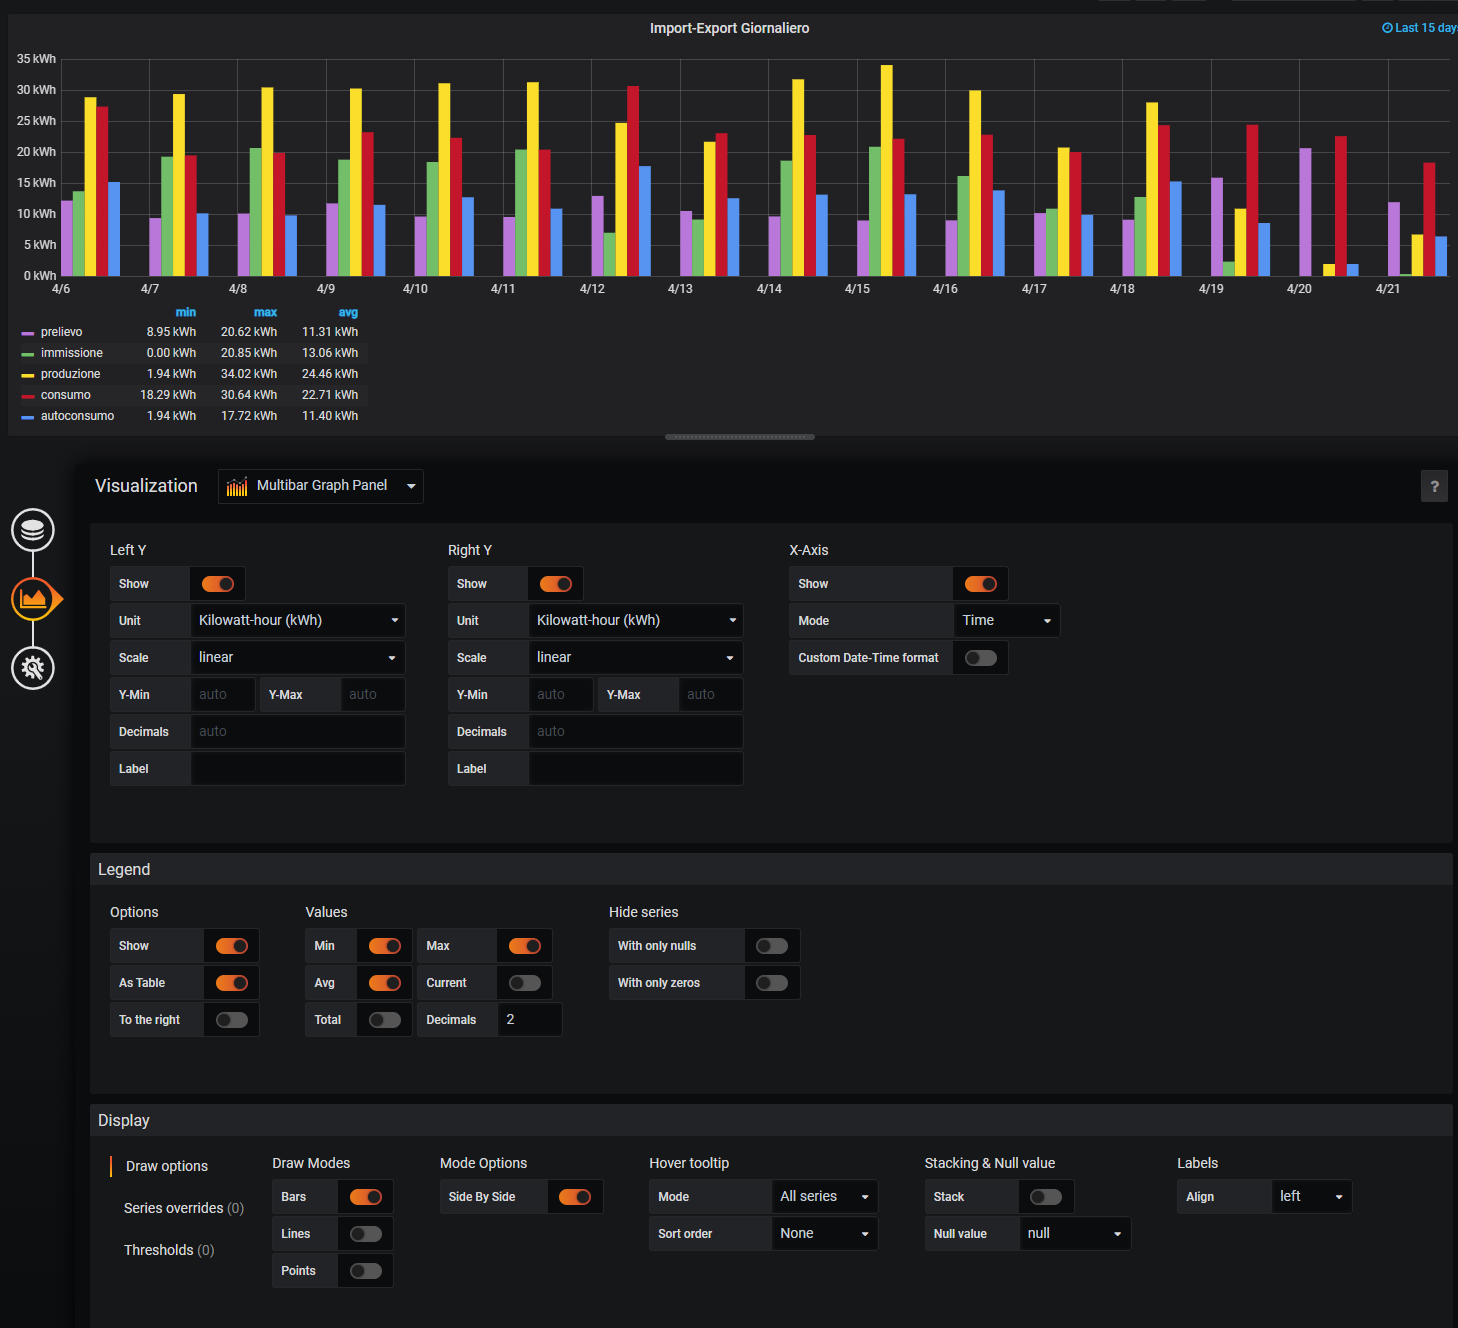 Import-Export Giornaliero
Last 15 days
35 kWh
30 kWh
25 kWh
20 kWh
15 kWh
10 kWh
5 kWh
0 kWh
4/6 4/7 4/8 4/9 4/10 4/11 4/12 4/13 4/14 4/15 4/16 4/17 4/18 4/19 4/20 4/21
min max avg
prelievo 8.95 kWh 20.62 kWh 11.31 kWh
immissione 0.00 kWh 20.85 kWh 13.06 kWh
produzione 1.94 kWh 34.02 kWh 24.46 kWh
consumo 18.29 kWh 30.64 kWh 22.71 kWh
autoconsumo 1.94 kWh 17.72 kWh 11.40 kWh
Visualization Multibar Graph Panel ?
Left Y Right Y X-Axis
Show Show Show
Unit Kilowatt-hour (kWh) Unit Kilowatt-hour (kWh) Mode Time
Scale linear Scale linear Custom Date-Time format
Y-Min auto Y-Max auto Y-Min auto Y-Max auto
Decimals auto Decimals auto
Label Label
Legend
Options Values Hide series
Show Min Max With only nulls
As Table Avg Current With only zeros
To the right Total Decimals 2
Display
Draw options Draw Modes Mode Options Hover tooltip Stacking & Null value Labels
Bars Side By Side Mode All series Stack Align left
Series overrides (0) Lines Sort order None Null value null
Thresholds (0) Points